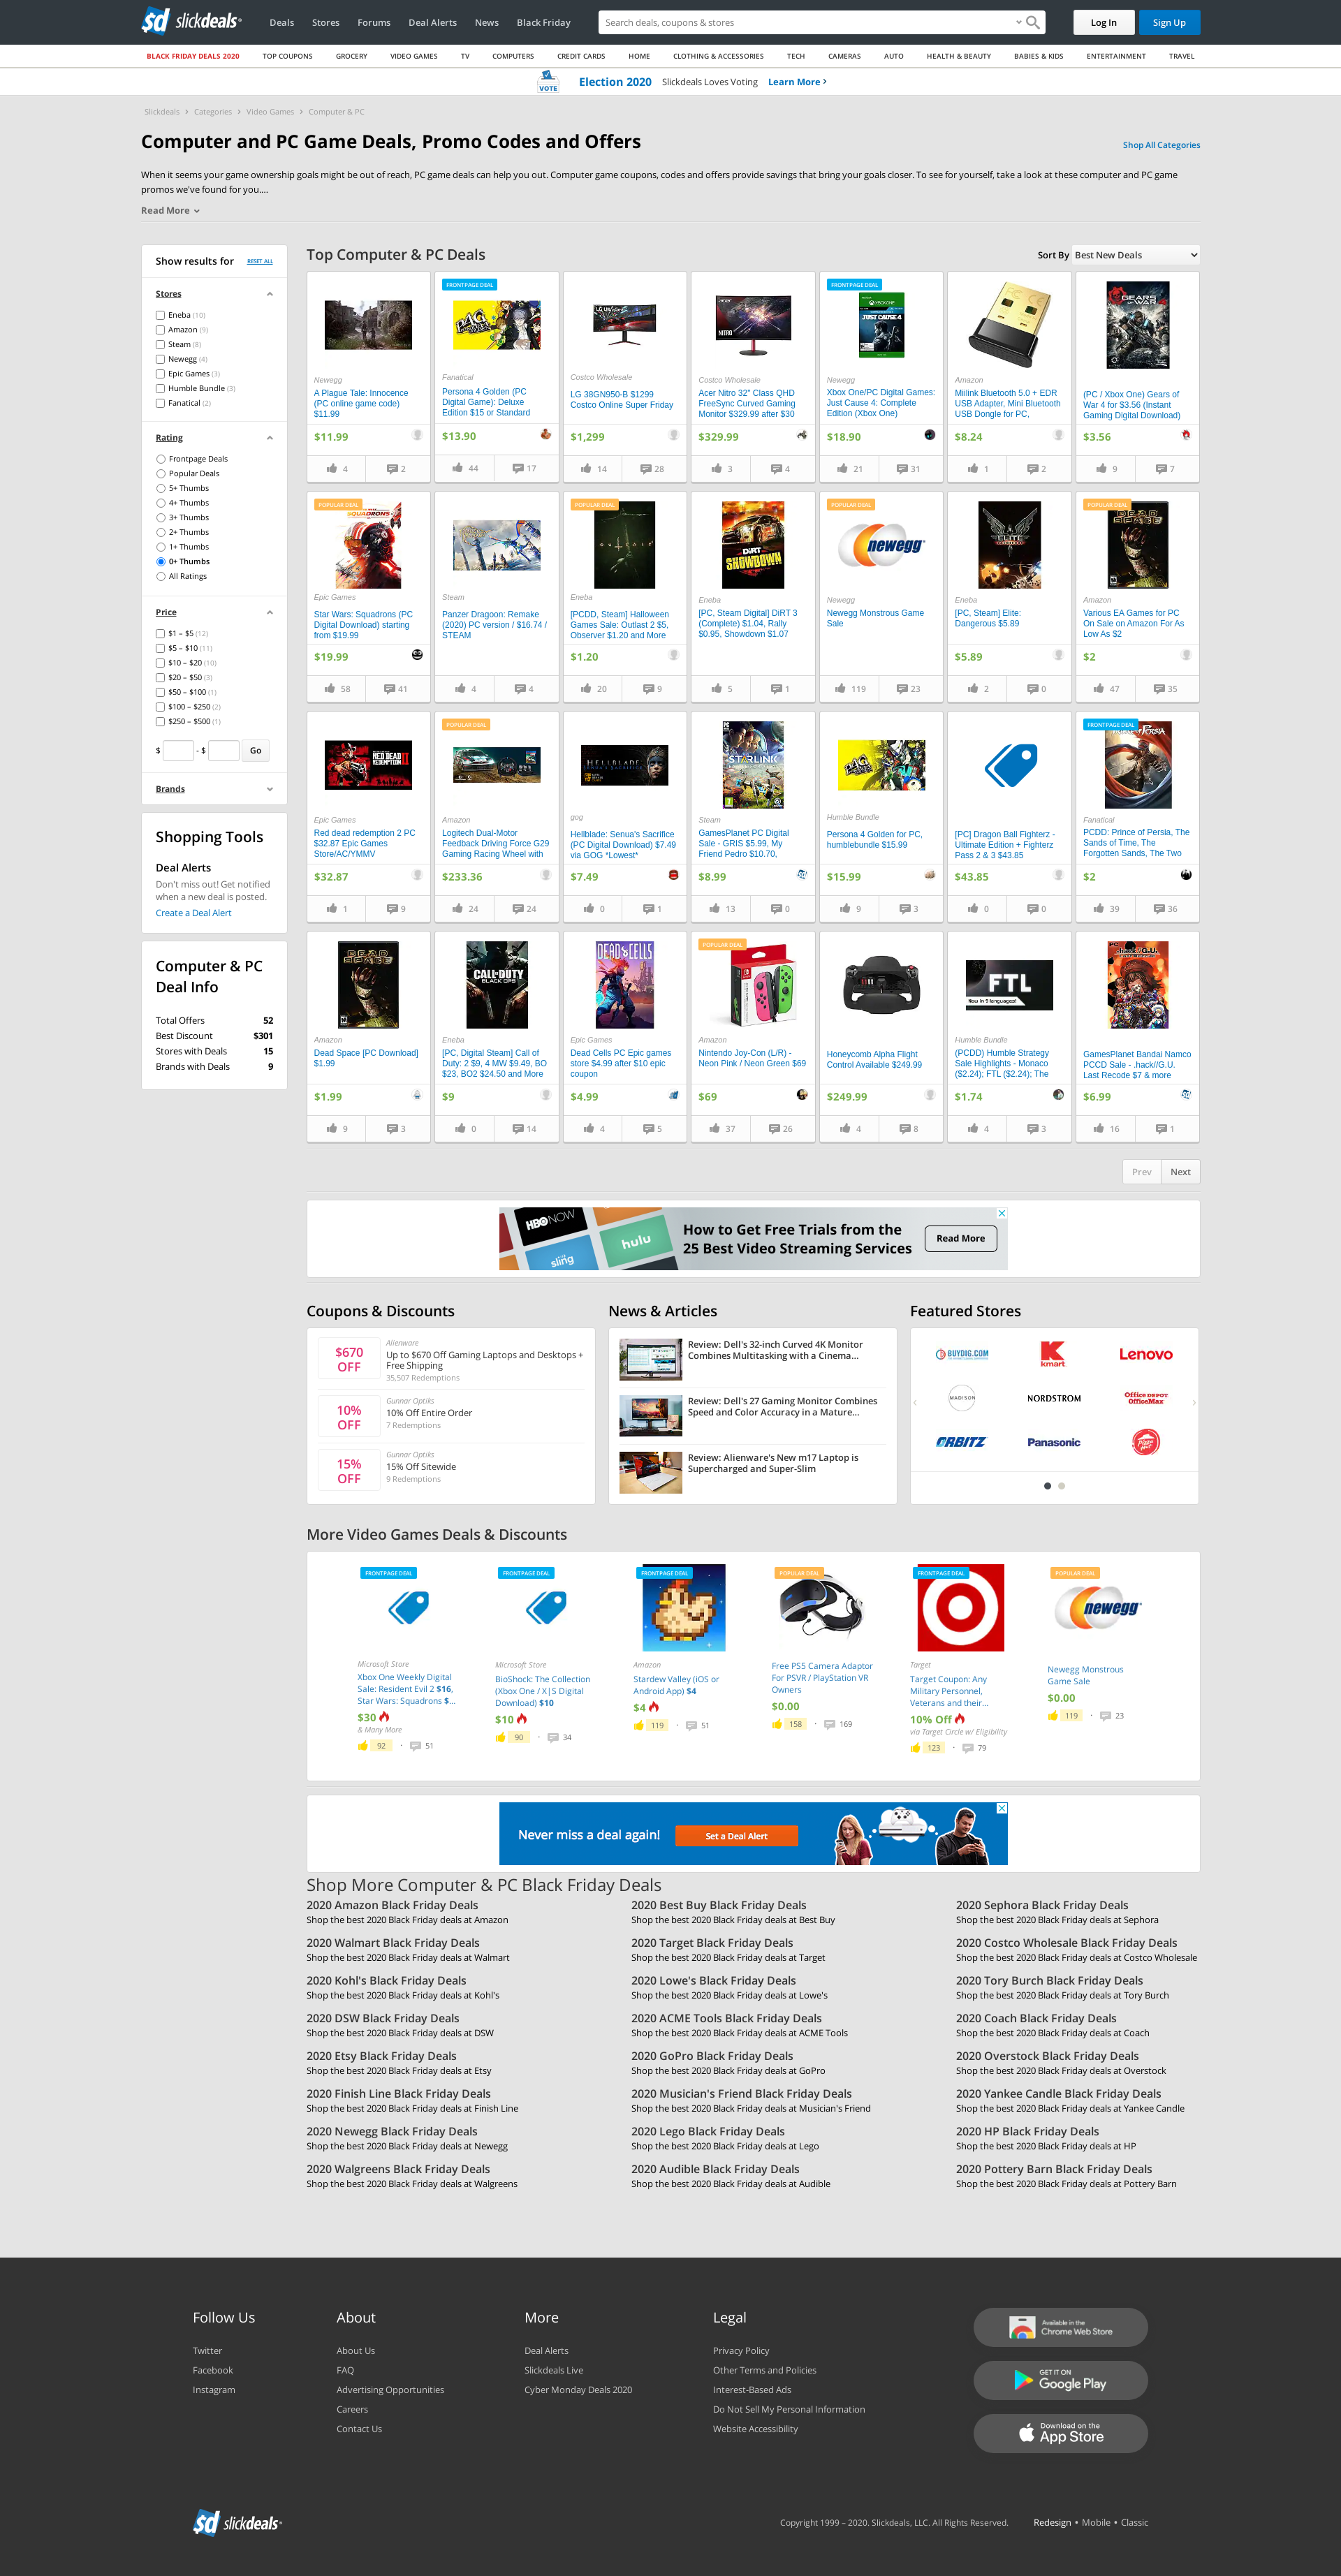 slickdeals
Deals Stores Forums Deal Alerts News Black Friday
Search deals, coupons & stores
Log In
Sign Up
BLACK FRIDAY DEALS 2020 TOP COUPONS GROCERY VIDEO GAMES TV COMPUTERS CREDIT CARDS HOME CLOTHING & ACCESSORIES TECH CAMERAS AUTO HEALTH & BEAUTY BABIES & KIDS ENTERTAINMENT TRAVEL
VOTE Election 2020 Slickdeals Loves Voting Learn More
Slickdeals Categories Video Games Computer & PC
Computer and PC Game Deals, Promo Codes and Offers
Shop All Categories
When it seems your game ownership goals might be out of reach, PC game deals can help you out. Computer game coupons, codes and offers provide savings that bring your goals closer. To see for yourself, take a look at these computer and PC game
promos we've found for you....
Read More
Show results for RESET ALL
Stores
Eneba (10)
Amazon (9)
Steam (8)
Newegg (4)
Epic Games (3)
Humble Bundle (3)
Fanatical (2)
Rating
Frontpage Deals
Popular Deals
5+ Thumbs
4+ Thumbs
3+ Thumbs
2+ Thumbs
1+ Thumbs
0+ Thumbs
All Ratings
Price
$1 – $5 (12)
$5 – $10 (11)
$10 – $20 (10)
$20 – $50 (3)
$50 – $100 (1)
$100 – $250 (2)
$250 – $500 (1)
$ - $ Go
Brands
Shopping Tools
Deal Alerts
Don't miss out! Get notified
when a new deal is posted.
Create a Deal Alert
Computer & PC
Deal Info
Total Offers 52
Best Discount $301
Stores with Deals 15
Brands with Deals 9
Top Computer & PC Deals
Sort By Best New Deals
Newegg
A Plague Tale: Innocence
(PC online game code)
$11.99
$11.99
4 2
FRONTPAGE DEAL
Fanatical
Persona 4 Golden (PC
Digital Game): Deluxe
Edition $15 or Standard
$13.90
44 17
Costco Wholesale
LG 38GN950-B $1299
Costco Online Super Friday
$1,299
14 28
acer
NITRO
Costco Wholesale
Acer Nitro 32" Class QHD
FreeSync Curved Gaming
Monitor $329.99 after $30
$329.99
3 4
FRONTPAGE DEAL
JUST CAUSE 4
Newegg
Xbox One/PC Digital Games:
Just Cause 4: Complete
Edition (Xbox One)
$18.90
21 31
Amazon
Miilink Bluetooth 5.0 + EDR
USB Adapter, Mini Bluetooth
USB Dongle for PC,
$8.24
1 2
GEARS OF WAR
(PC / Xbox One) Gears of
War 4 for $3.56 (Instant
Gaming Digital Download)
$3.56
9 7
POPULAR DEAL
SQUADRONS
Epic Games
Star Wars: Squadrons (PC
Digital Download) starting
from $19.99
$19.99
58 41
Steam
Panzer Dragoon: Remake
(2020) PC version / $16.74 /
STEAM
4 4
POPULAR DEAL
OUTLAST
Eneba
[PCDD, Steam] Halloween
Games Sale: Outlast 2 $5,
Observer $1.20 and More
$1.20
20 9
DIRT
SHOWDOWN
Eneba
[PC, Steam Digital] DiRT 3
(Complete) $1.04, Rally
$0.95, Showdown $1.07
5 1
POPULAR DEAL
newegg
Newegg
Newegg Monstrous Game
Sale
119 23
ELITE
Eneba
[PC, Steam] Elite:
Dangerous $5.89
$5.89
2 0
POPULAR DEAL
DEAD SPACE
Amazon
Various EA Games for PC
On Sale on Amazon For As
Low As $2
$2
47 35
RED DEAD
REDEMPTION II
Epic Games
Red dead redemption 2 PC
$32.87 Epic Games
Store/AC/YMMV
$32.87
1 9
POPULAR DEAL
Amazon
Logitech Dual-Motor
Feedback Driving Force G29
Gaming Racing Wheel with
$233.36
24 24
HELLBLADE
gog
Hellblade: Senua's Sacrifice
(PC Digital Download) $7.49
via GOG *Lowest*
$7.49
0 1
STARLINK
Steam
GamesPlanet PC Digital
Sale - GRIS $5.99, My
Friend Pedro $10.70,
$8.99
13 0
Humble Bundle
Persona 4 Golden for PC,
humblebundle $15.99
$15.99
9 3
[PC] Dragon Ball Fighterz -
Ultimate Edition + Fighterz
Pass 2 & 3 $43.85
$43.85
0 0
FRONTPAGE DEAL
Fanatical
PCDD: Prince of Persia, The
Sands of Time, The
Forgotten Sands, The Two
$2
39 36
DEAD SPACE
Amazon
Dead Space [PC Download]
$1.99
$1.99
9 3
CALL OF DUTY
BLACK OPS
Eneba
[PC, Digital Steam] Call of
Duty: 2 $9, 4 MW $9.49, BO
$23, BO2 $24.50 and More
$9
0 14
DEAD CELLS
Epic Games
Dead Cells PC Epic games
store $4.99 after $10 epic
coupon
$4.99
4 5
POPULAR DEAL
Amazon
Nintendo Joy-Con (L/R) -
Neon Pink / Neon Green $69
$69
37 26
Honeycomb Alpha Flight
Control Available $249.99
$249.99
4 8
FTL
Now in 9 languages!
Humble Bundle
(PCDD) Humble Strategy
Sale Highlights - Monaco
($2.24); FTL ($2.24); The
$1.74
4 3
.hack//G.U.
GamesPlanet Bandai Namco
PCCD Sale - .hack//G.U.
Last Recode $7 & more
$6.99
16 1
Prev Next
HBO NOW
hulu
sling
How to Get Free Trials from the
25 Best Video Streaming Services
Read More
Coupons & Discounts
$670
OFF
Alienware
Up to $670 Off Gaming Laptops and Desktops +
Free Shipping
35,507 Redemptions
10%
OFF
Gunnar Optiks
10% Off Entire Order
7 Redemptions
15%
OFF
Gunnar Optiks
15% Off Sitewide
9 Redemptions
News & Articles
Review: Dell's 32-inch Curved 4K Monitor
Combines Multitasking with a Cinema...
Review: Dell's 27 Gaming Monitor Combines
Speed and Color Accuracy in a Mature...
Review: Alienware's New m17 Laptop is
Supercharged and Super-Slim
Featured Stores
BUYDIG.COM
kmart
Lenovo
MADISON
NORDSTROM
Office DEPOT
OfficeMax
ORBITZ
Panasonic
Pizza Hut
More Video Games Deals & Discounts
FRONTPAGE DEAL
Microsoft Store
Xbox One Weekly Digital
Sale: Resident Evil 2 $16,
Star Wars: Squadrons $...
$30
& Many More
92 · 51
FRONTPAGE DEAL
Microsoft Store
BioShock: The Collection
(Xbox One / X|S Digital
Download) $10
$10
90 · 34
FRONTPAGE DEAL
Amazon
Stardew Valley (iOS or
Android App) $4
$4
119 · 51
POPULAR DEAL
Free PS5 Camera Adaptor
For PSVR / PlayStation VR
Owners
$0.00
158 · 169
FRONTPAGE DEAL
Target
Target Coupon: Any
Military Personnel,
Veterans and their...
10% Off
via Target Circle w/ Eligibility
123 · 79
POPULAR DEAL
newegg
Newegg Monstrous
Game Sale
$0.00
119 · 23
Never miss a deal again!
Set a Deal Alert
Shop More Computer & PC Black Friday Deals
2020 Amazon Black Friday Deals
Shop the best 2020 Black Friday deals at Amazon
2020 Best Buy Black Friday Deals
Shop the best 2020 Black Friday deals at Best Buy
2020 Sephora Black Friday Deals
Shop the best 2020 Black Friday deals at Sephora
2020 Walmart Black Friday Deals
Shop the best 2020 Black Friday deals at Walmart
2020 Target Black Friday Deals
Shop the best 2020 Black Friday deals at Target
2020 Costco Wholesale Black Friday Deals
Shop the best 2020 Black Friday deals at Costco Wholesale
2020 Kohl's Black Friday Deals
Shop the best 2020 Black Friday deals at Kohl's
2020 Lowe's Black Friday Deals
Shop the best 2020 Black Friday deals at Lowe's
2020 Tory Burch Black Friday Deals
Shop the best 2020 Black Friday deals at Tory Burch
2020 DSW Black Friday Deals
Shop the best 2020 Black Friday deals at DSW
2020 ACME Tools Black Friday Deals
Shop the best 2020 Black Friday deals at ACME Tools
2020 Coach Black Friday Deals
Shop the best 2020 Black Friday deals at Coach
2020 Etsy Black Friday Deals
Shop the best 2020 Black Friday deals at Etsy
2020 GoPro Black Friday Deals
Shop the best 2020 Black Friday deals at GoPro
2020 Overstock Black Friday Deals
Shop the best 2020 Black Friday deals at Overstock
2020 Finish Line Black Friday Deals
Shop the best 2020 Black Friday deals at Finish Line
2020 Musician's Friend Black Friday Deals
Shop the best 2020 Black Friday deals at Musician's Friend
2020 Yankee Candle Black Friday Deals
Shop the best 2020 Black Friday deals at Yankee Candle
2020 Newegg Black Friday Deals
Shop the best 2020 Black Friday deals at Newegg
2020 Lego Black Friday Deals
Shop the best 2020 Black Friday deals at Lego
2020 HP Black Friday Deals
Shop the best 2020 Black Friday deals at HP
2020 Walgreens Black Friday Deals
Shop the best 2020 Black Friday deals at Walgreens
2020 Audible Black Friday Deals
Shop the best 2020 Black Friday deals at Audible
2020 Pottery Barn Black Friday Deals
Shop the best 2020 Black Friday deals at Pottery Barn
Follow Us
Twitter
Facebook
Instagram
About
About Us
FAQ
Advertising Opportunities
Careers
Contact Us
More
Deal Alerts
Slickdeals Live
Cyber Monday Deals 2020
Legal
Privacy Policy
Other Terms and Policies
Interest-Based Ads
Do Not Sell My Personal Information
Website Accessibility
Available in the
Chrome Web Store
GET IT ON
Google Play
Download on the
App Store
slickdeals
Copyright 1999 – 2020. Slickdeals, LLC. All Rights Reserved.
Redesign • Mobile • Classic